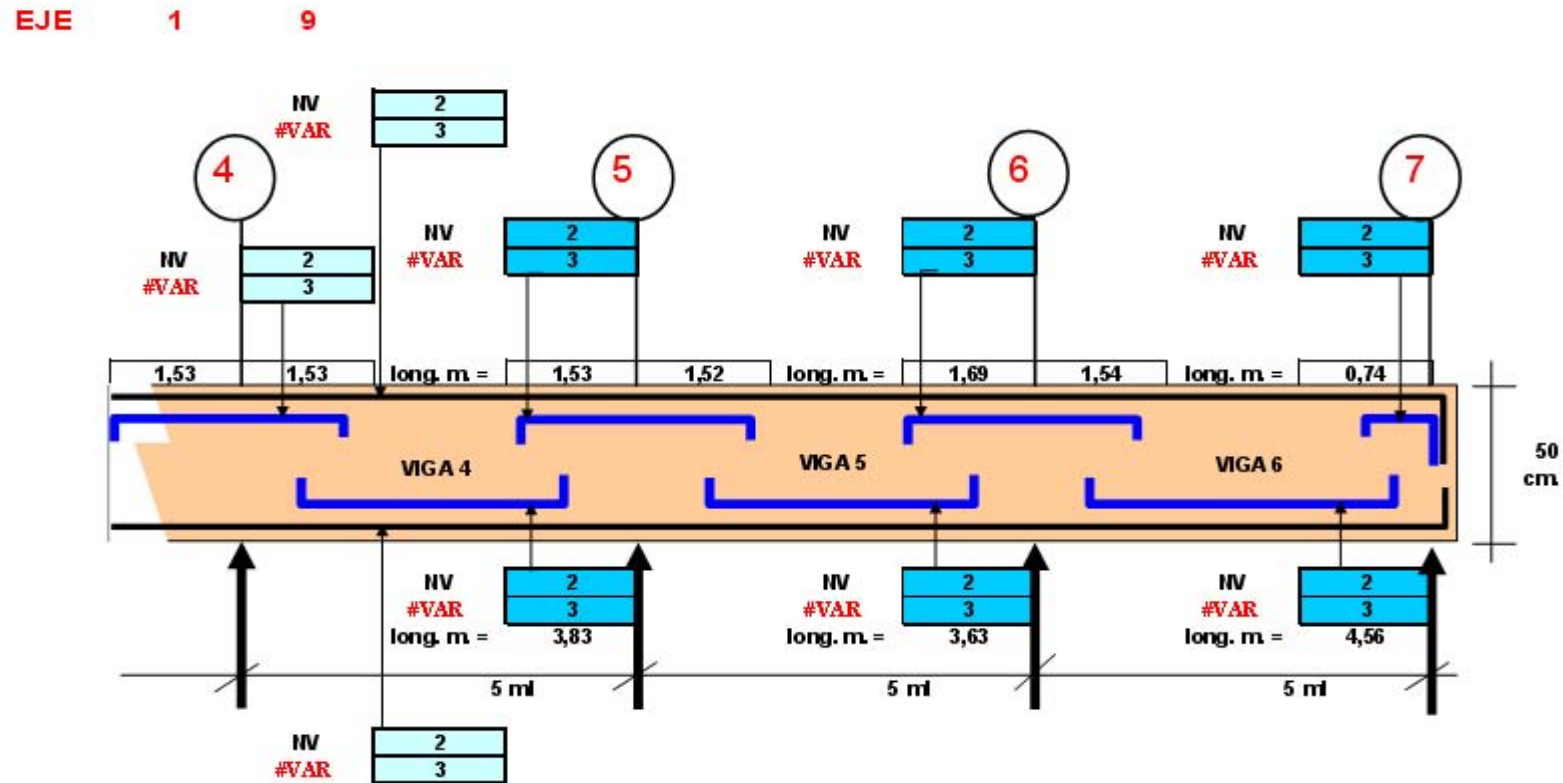 EJE 1 9
NV 2
#VAR 3
4 5 6 7
NV 2 NV 2 NV 2
#VAR 3 #VAR 3 #VAR 3
NV 2
#VAR 3
1,53 1,53 long. m. = 1,53 1,52 long. m. = 1,69 1,54 long. m. = 0,74
VIGA 4 VIGA 5 VIGA 6
50
cm.
NV 2 NV 2 NV 2
#VAR 3 #VAR 3 #VAR 3
long. m. = 3,83 long. m. = 3,63 long. m. = 4,56
5 ml 5 ml 5 ml
NV 2
#VAR 3